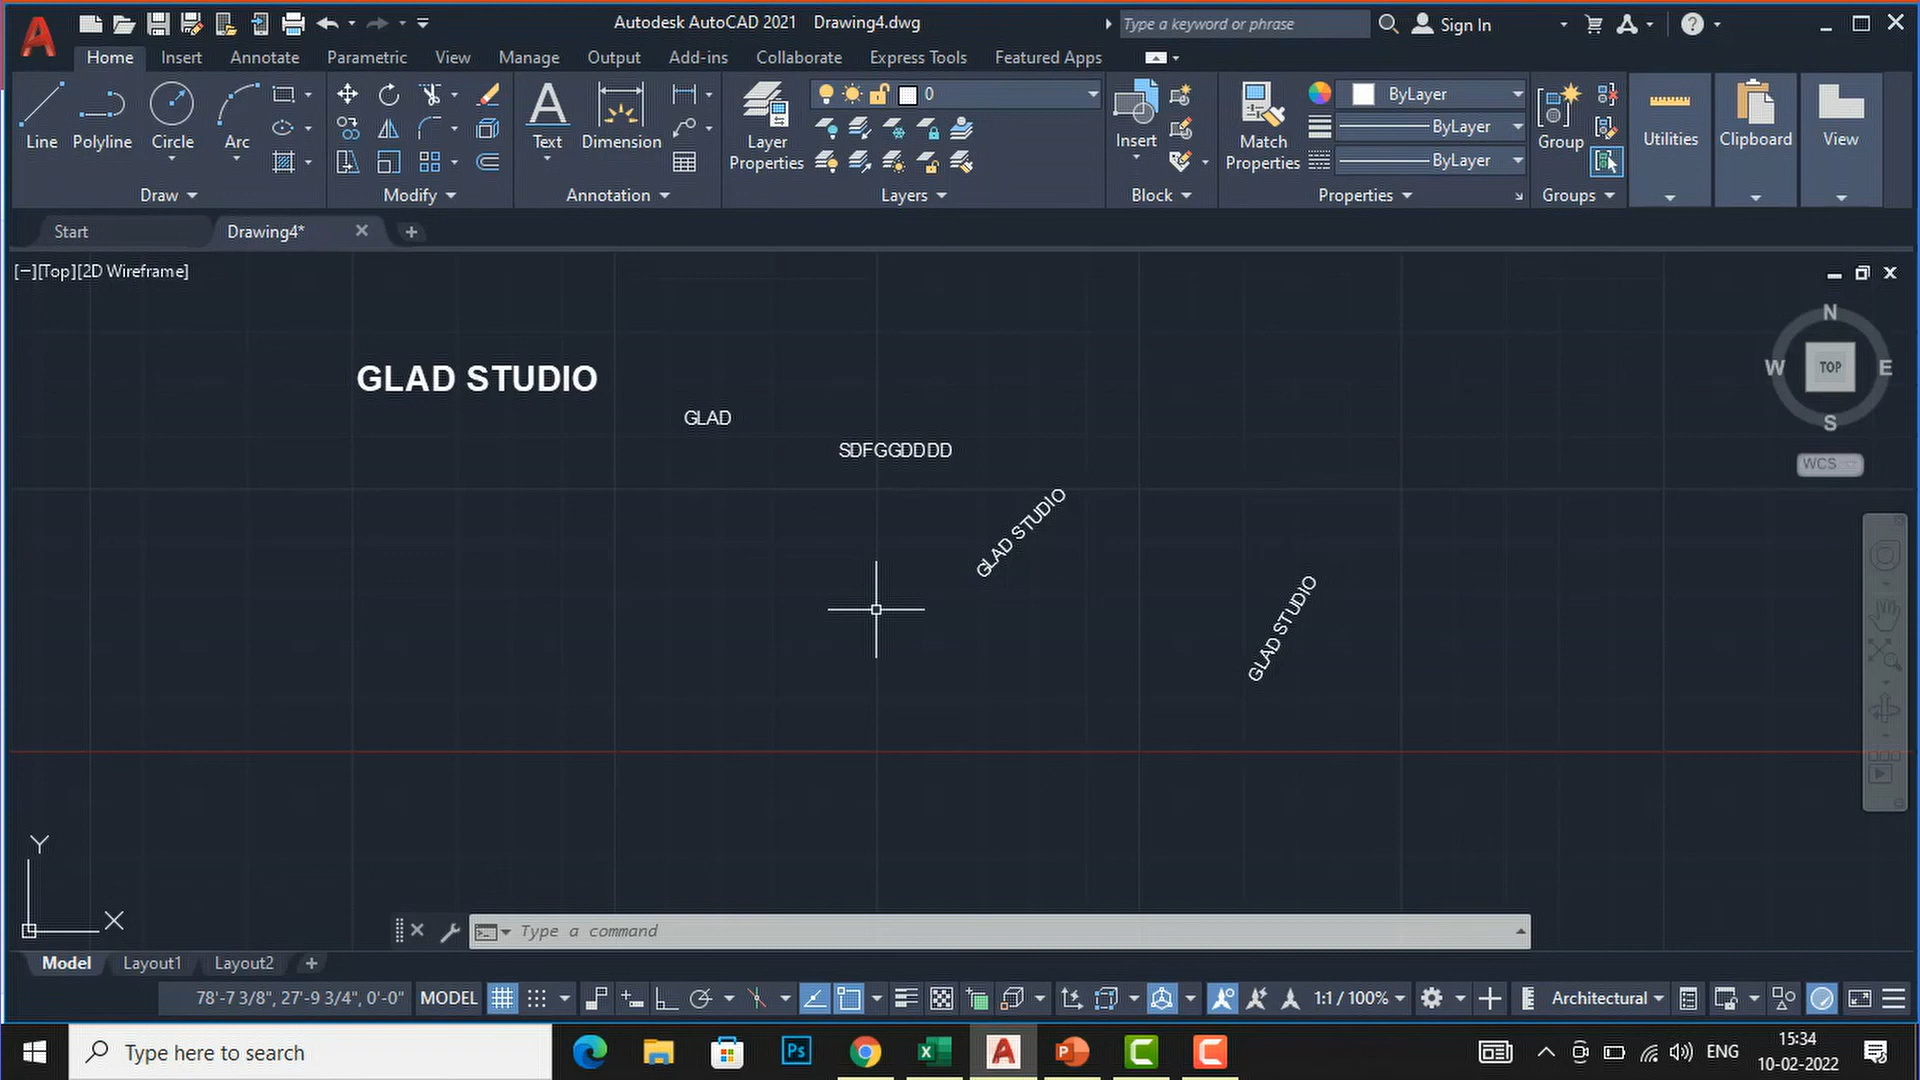 Autodesk AutoCAD 2021 Drawing4.dwg
Type a keyword or phrase
Sign In
Home Insert Annotate Parametric View Manage Output Add-ins Collaborate Express Tools Featured Apps
Line Polyline Circle Arc
Draw
Modify
Text Dimension
Annotation
Layer Properties
0
Layers
Insert
Block
Match Properties
ByLayer
ByLayer
ByLayer
Properties
Group
Groups
Utilities
Clipboard
View
Start
Drawing4*
[−][Top][2D Wireframe]
N
W TOP E
S
WCS
GLAD STUDIO
GLAD
SDFGGDDDD
GLAD STUDIO
GLAD STUDIO
Y
X
Type a command
Model Layout1 Layout2
78'-7 3/8", 27'-9 3/4", 0'-0" MODEL
1:1 / 100%
Architectural
Type here to search
Ps
ENG
15:34
10-02-2022